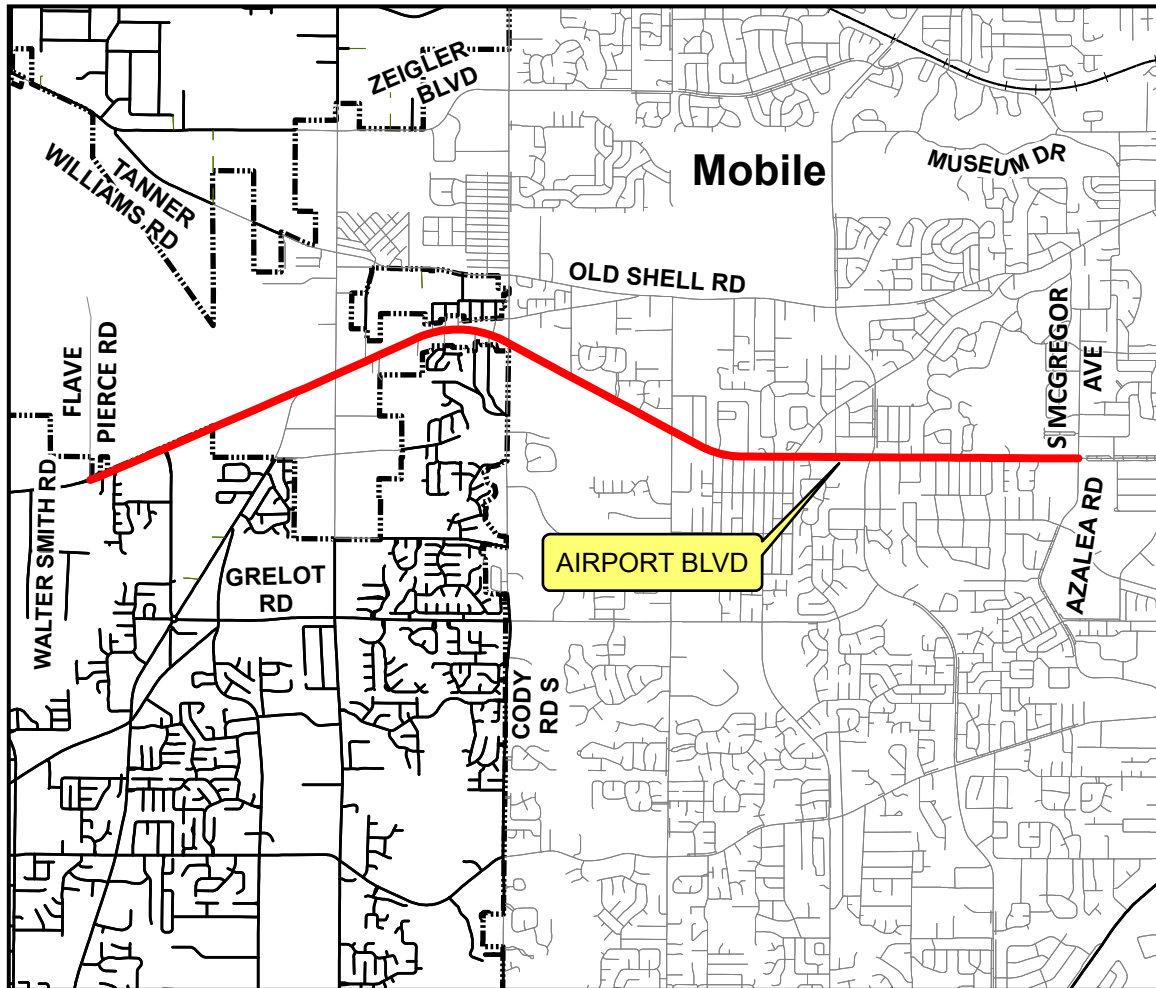 ZEIGLER
BLVD
TANNER
WILLIAMS RD
Mobile
MUSEUM DR
OLD SHELL RD
FLAVE
PIERCE RD
S MCGREGOR
AVE
WALTER SMITH RD
AIRPORT BLVD
AZALEA RD
GRELOT
RD
CODY
RD S